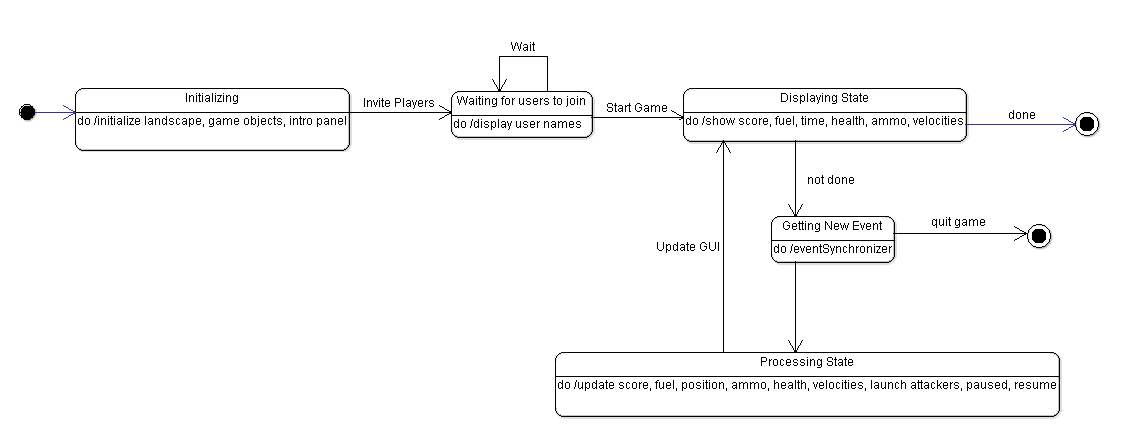 Wait
Initializing
do /initialize landscape, game objects, intro panel
Invite Players
Waiting for users to join
do /display user names
Start Game
Displaying State
do /show score, fuel, time, health, ammo, velocities
done
not done
Getting New Event
do /eventSynchronizer
quit game
Update GUI
Processing State
do /update score, fuel, position, ammo, health, velocities, launch attackers, paused, resume